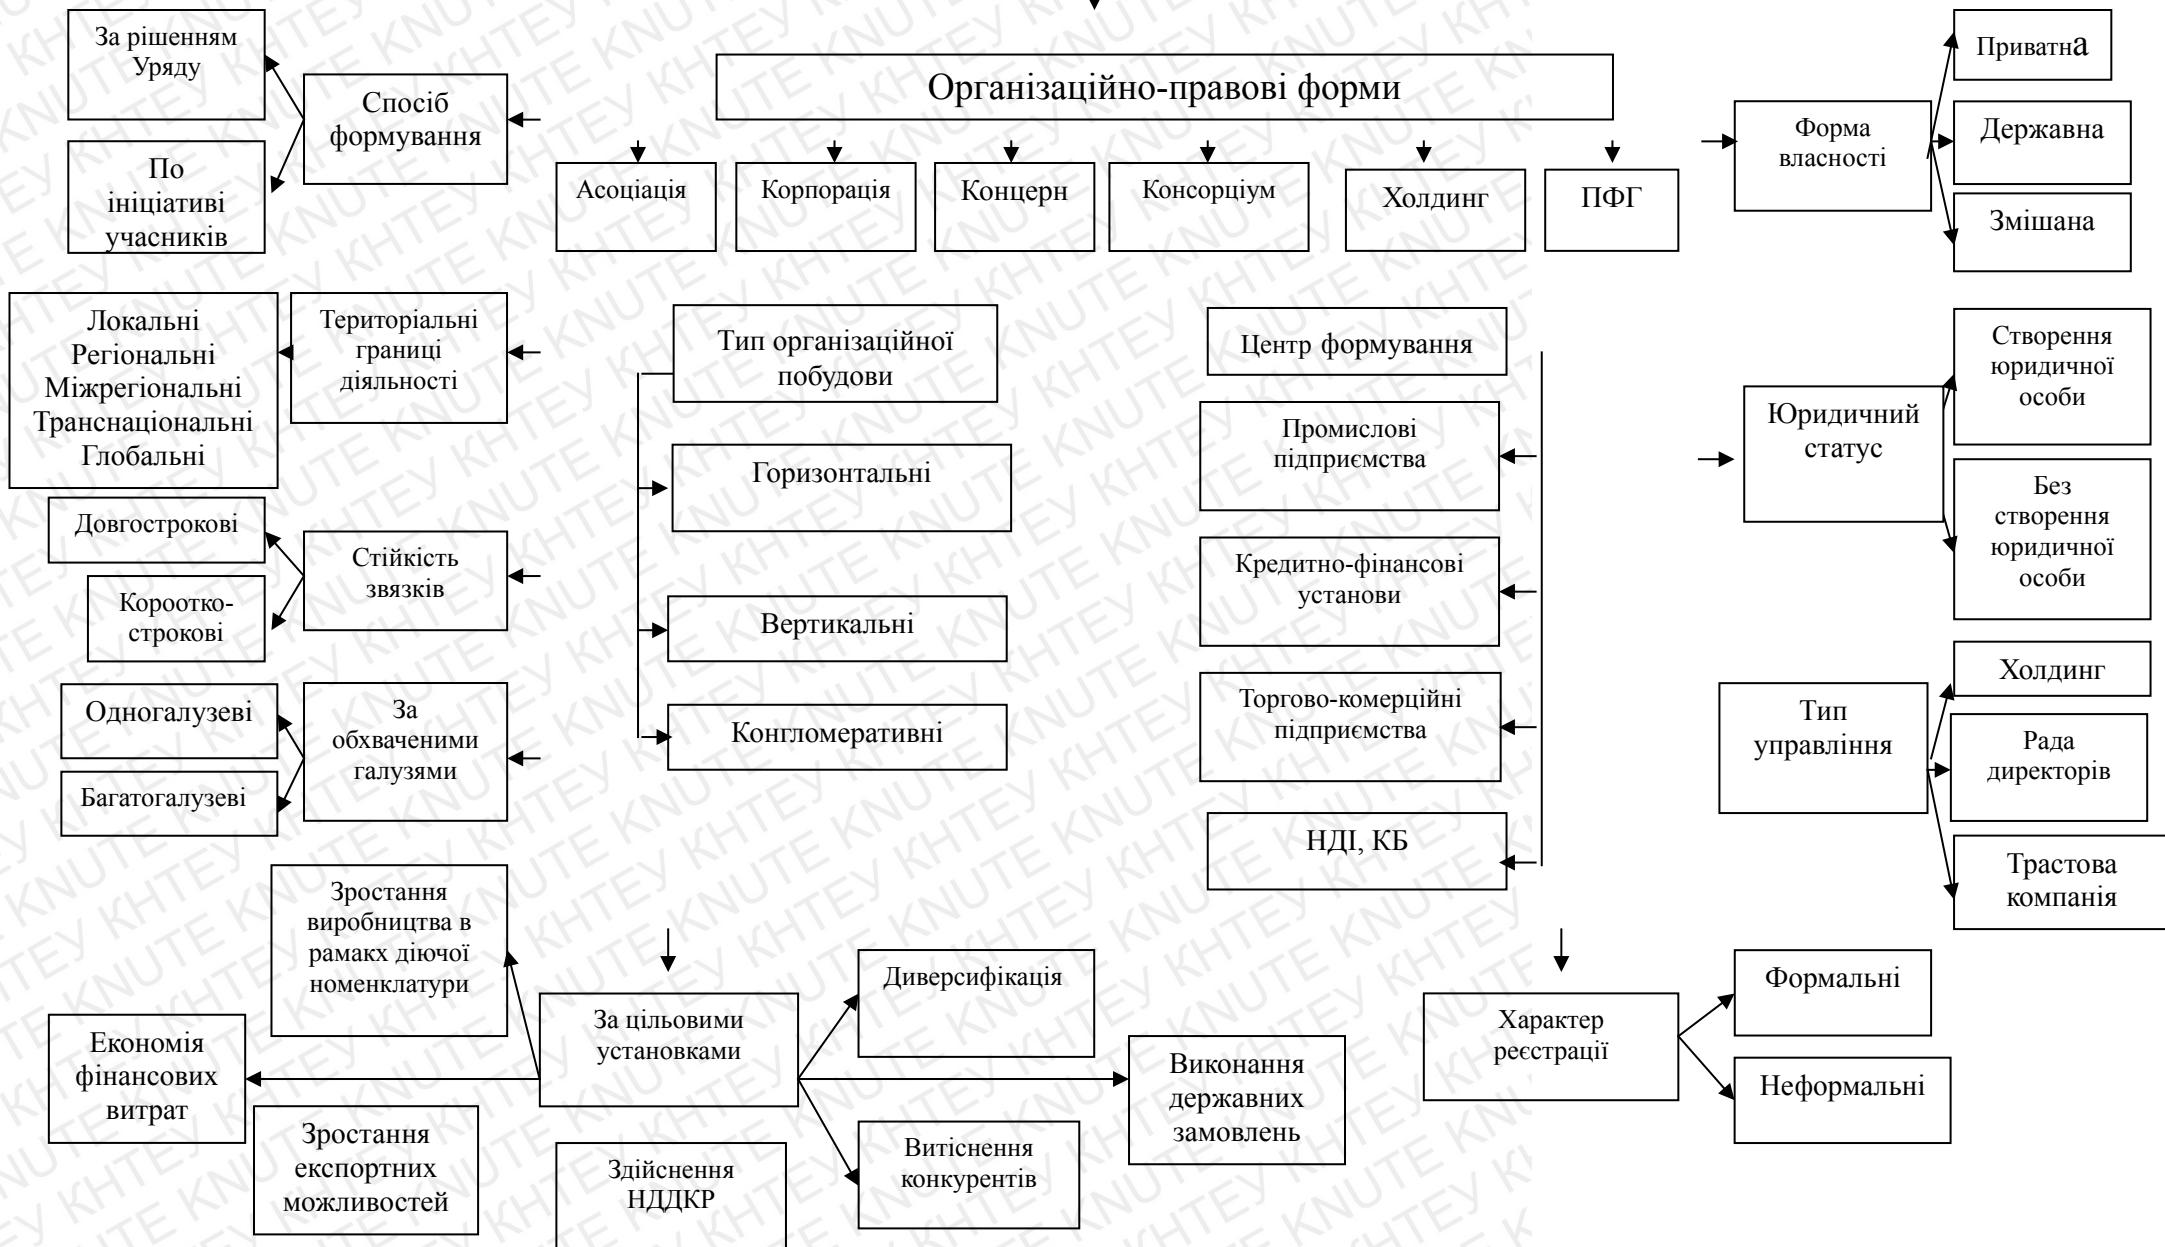 За рішенням
Уряду
Спосіб
формування
По
ініціативі
учасників
Організаційно-правові форми
Асоціація
Корпорація
Концерн
Консорціум
Холдинг
ПФГ
Форма
власності
Приватна
Державна
Змішана
Локальні
Регіональні
Міжрегіональні
Транснаціональні
Глобальні
Територіальні
границі
діяльності
Тип організаційної
побудови
Горизонтальні
Вертикальні
Конгломеративні
Центр формування
Промислові
підприємства
Кредитно-фінансові
установи
Торгово-комерційні
підприємства
НДІ, КБ
Юридичний
статус
Створення
юридичної
особи
Без
створення
юридичної
особи
Довгострокові
Короотко-
строкові
Стійкість
звязків
Одногалузеві
Багатогалузеві
За
обхваченими
галузями
Тип
управління
Холдинг
Рада
директорів
Трастова
компанія
Зростання
виробництва в
рамакх діючої
номенклатури
Економія
фінансових
витрат
Зростання
експортних
можливостей
За цільовими
установками
Здійснення
НДДКР
Диверсифікація
Витіснення
конкурентів
Виконання
державних
замовлень
Характер
реєстрації
Формальні
Неформальні
KNUTE КНТЕУ